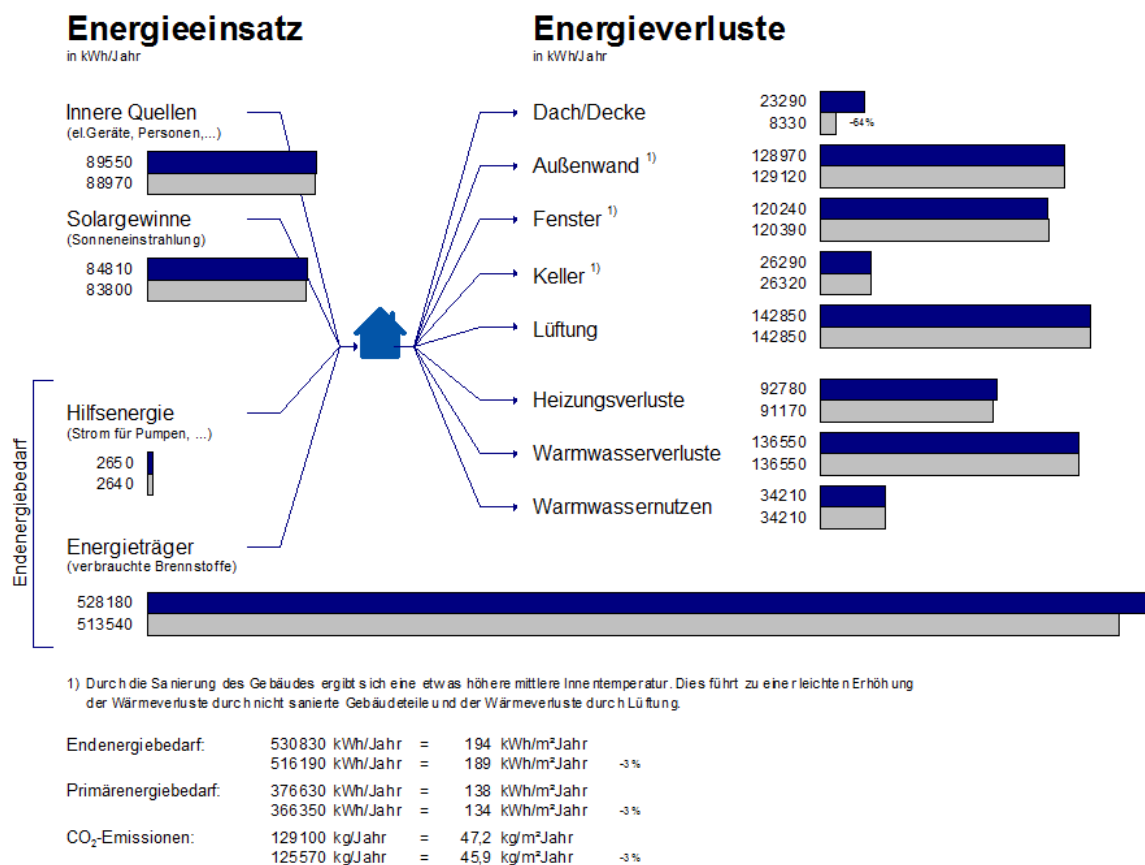 Energieeinsatz
in kWh/Jahr
Innere Quellen
(el.Geräte, Personen,...)
89550
88970
Solargewinne
(Sonneneinstrahlung)
84810
83800
Endenergiebedarf
Hilfsenergie
(Strom für Pumpen, ...)
2650
2640
Energieträger
(verbrauchte Brennstoffe)
528180
513540
Energieverluste
in kWh/Jahr
Dach/Decke
23290
8330 -64%
Außenwand 1)
128970
129120
Fenster 1)
120240
120390
Keller 1)
26290
26320
Lüftung
142850
142850
Heizungsverluste
92780
91170
Warmwasserverluste
136550
136550
Warmwassernutzen
34210
34210
1) Durch die Sanierung des Gebäudes ergibt sich eine etwas höhere mittlere Innentemperatur. Dies führt zu einer leichten Erhöhung
der Wärmeverluste durch nicht sanierte Gebäudeteile und der Wärmeverluste durch Lüftung.
Endenergiebedarf: 530830 kWh/Jahr = 194 kWh/m²Jahr
516190 kWh/Jahr = 189 kWh/m²Jahr -3%
Primärenergiebedarf: 376630 kWh/Jahr = 138 kWh/m²Jahr
366350 kWh/Jahr = 134 kWh/m²Jahr -3%
CO₂-Emissionen: 129100 kg/Jahr = 47,2 kg/m²Jahr
125570 kg/Jahr = 45,9 kg/m²Jahr -3%